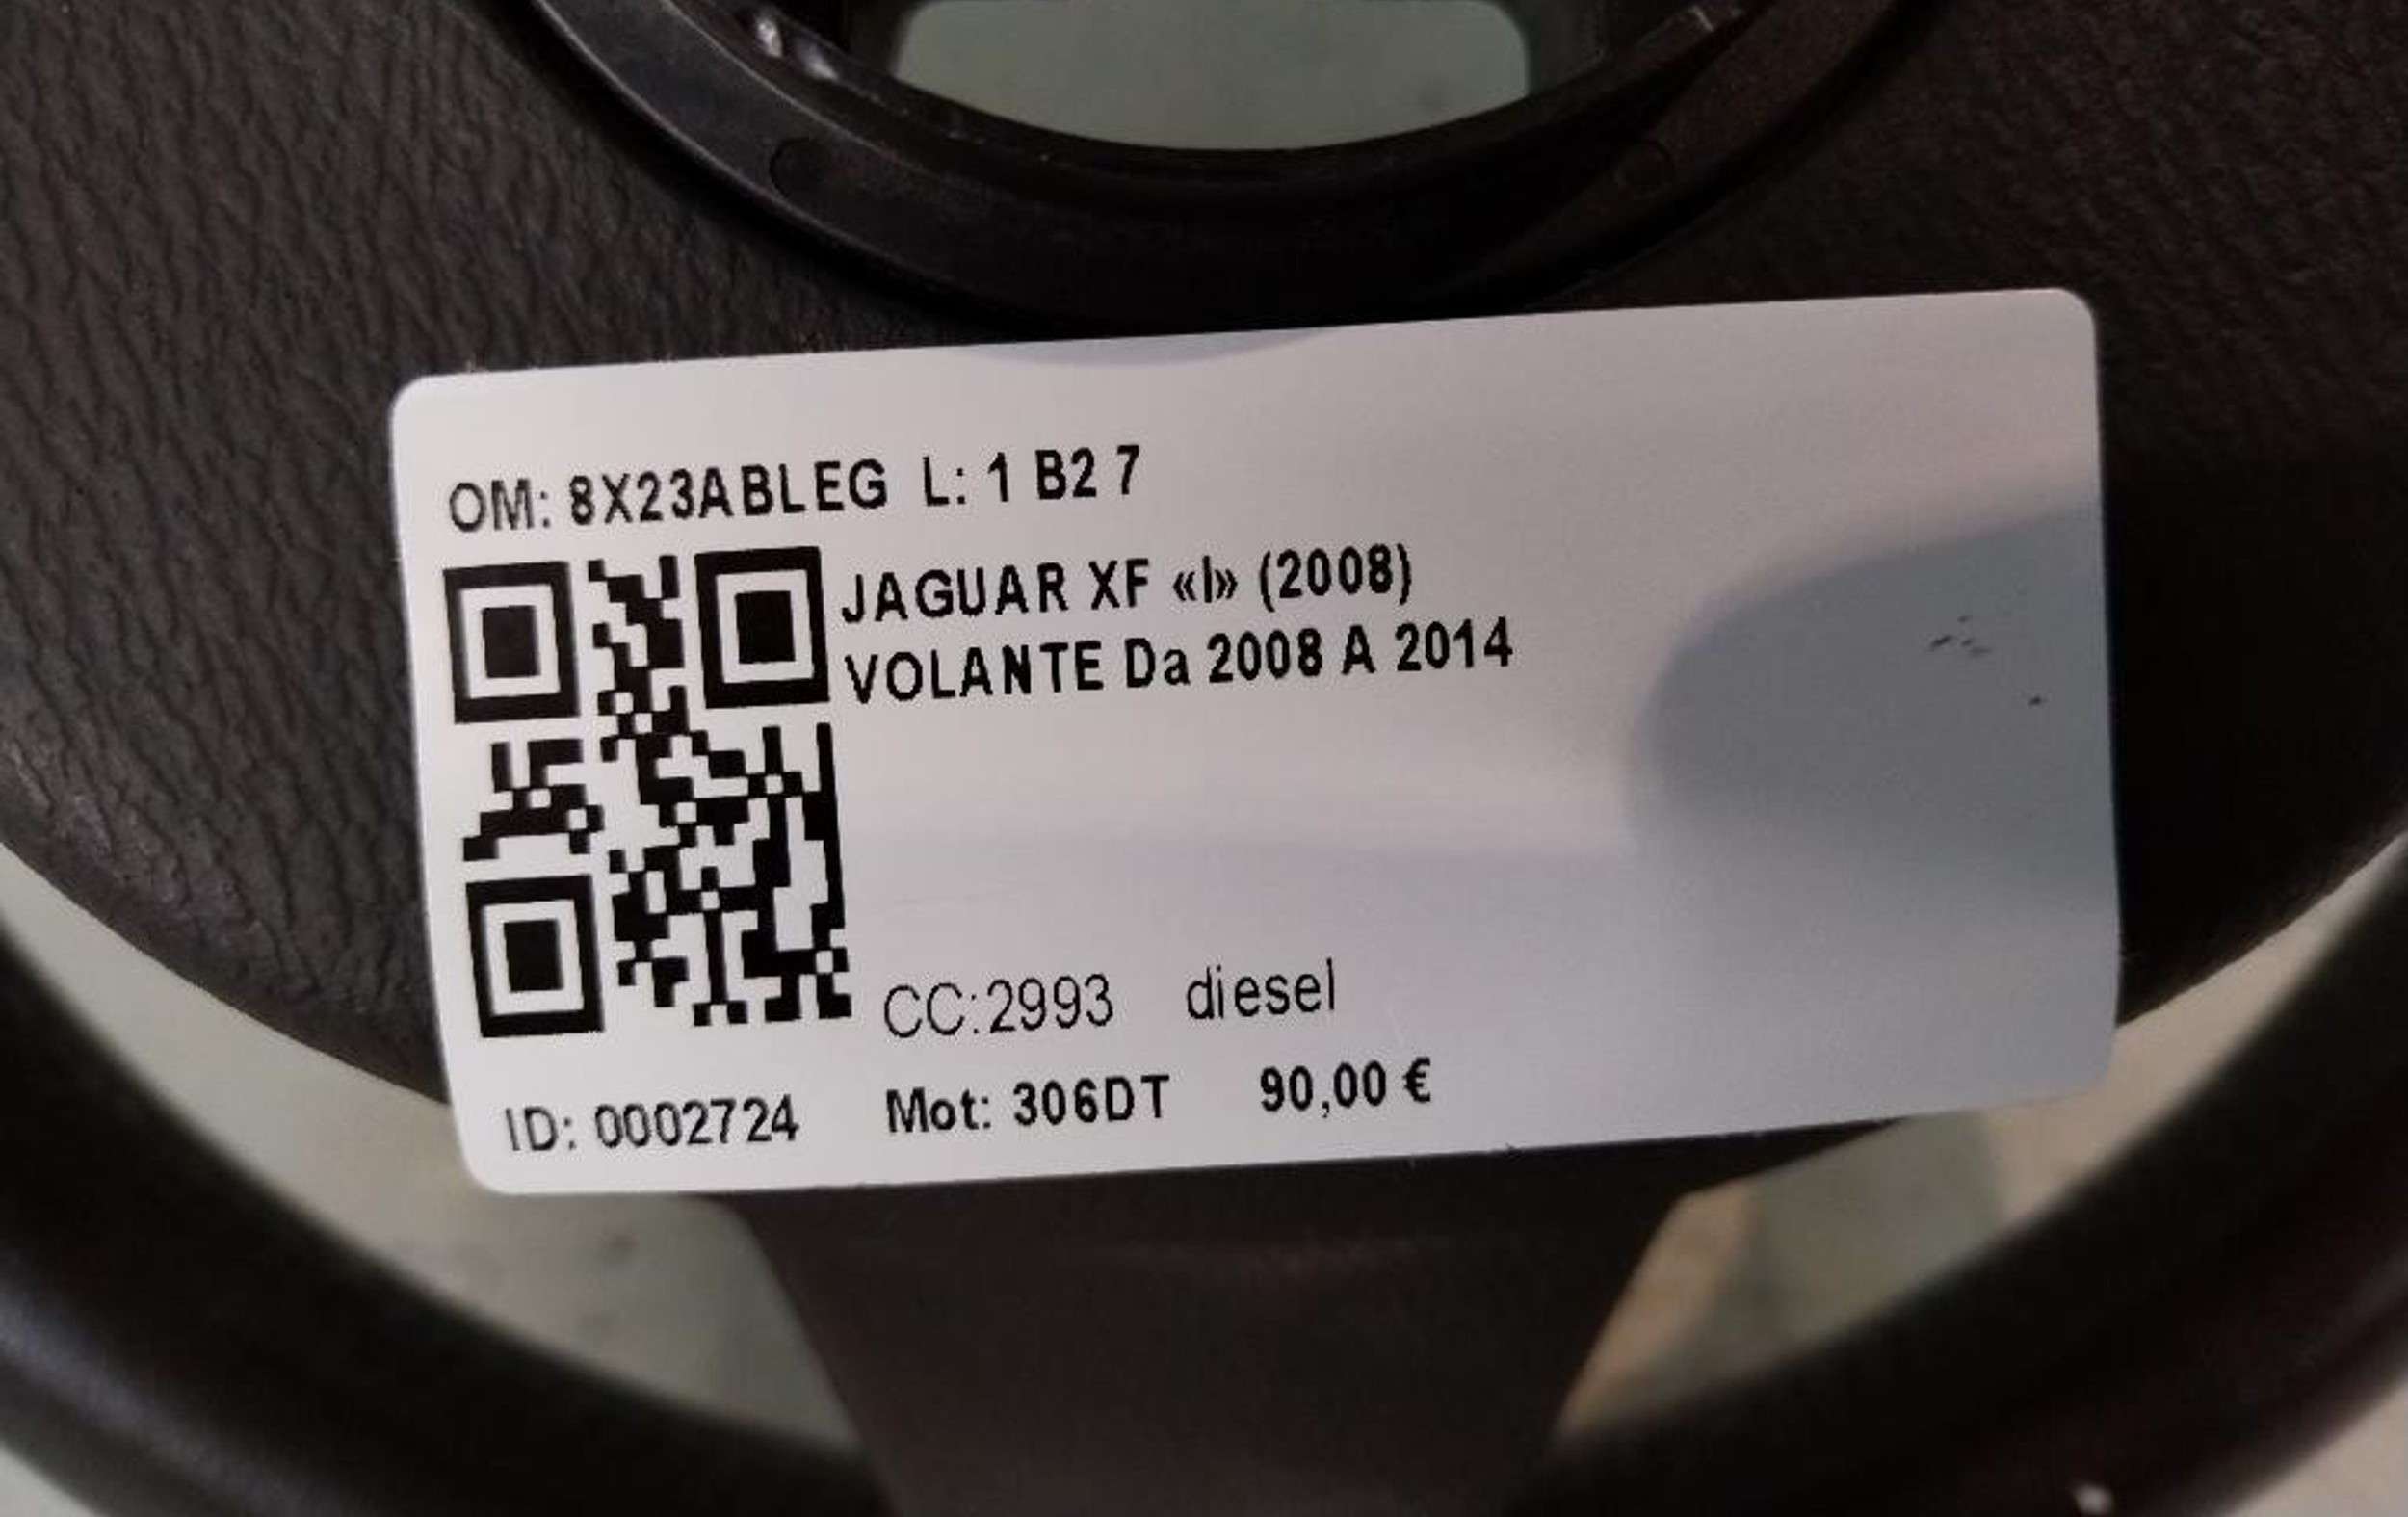 OM: 8X23ABLEG L: 1 B2 7
JAGUAR XF «I» (2008)
VOLANTE Da 2008 A 2014
CC:2993 diesel
ID: 0002724 Mot: 306DT 90,00 €